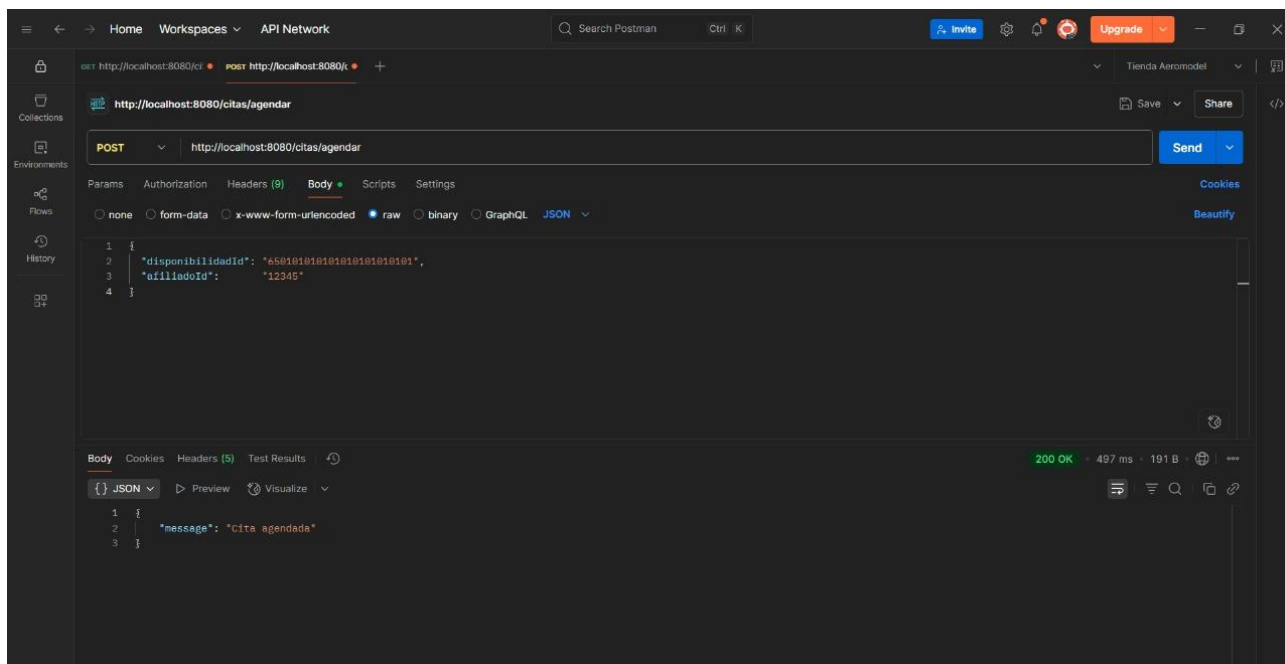 Home Workspaces API Network Search Postman Ctrl K Invite Upgrade
GET http://localhost:8080/ci POST http://localhost:8080/c Tienda Aeromodel
HTTP http://localhost:8080/citas/agendar Save Share
Collections
POST http://localhost:8080/citas/agendar Send
Environments
Params Authorization Headers (9) Body Scripts Settings Cookies
Flows
none form-data x-www-form-urlencoded raw binary GraphQL JSON Beautify
History
1 {
2 "disponibilidadId": "650101010101010101010101",
3 "afiliadoId": "12345"
4 }
Body Cookies Headers (5) Test Results 200 OK 497 ms 191 B
{} JSON Preview Visualize
1 {
2 "message": "Cita agendada"
3 }